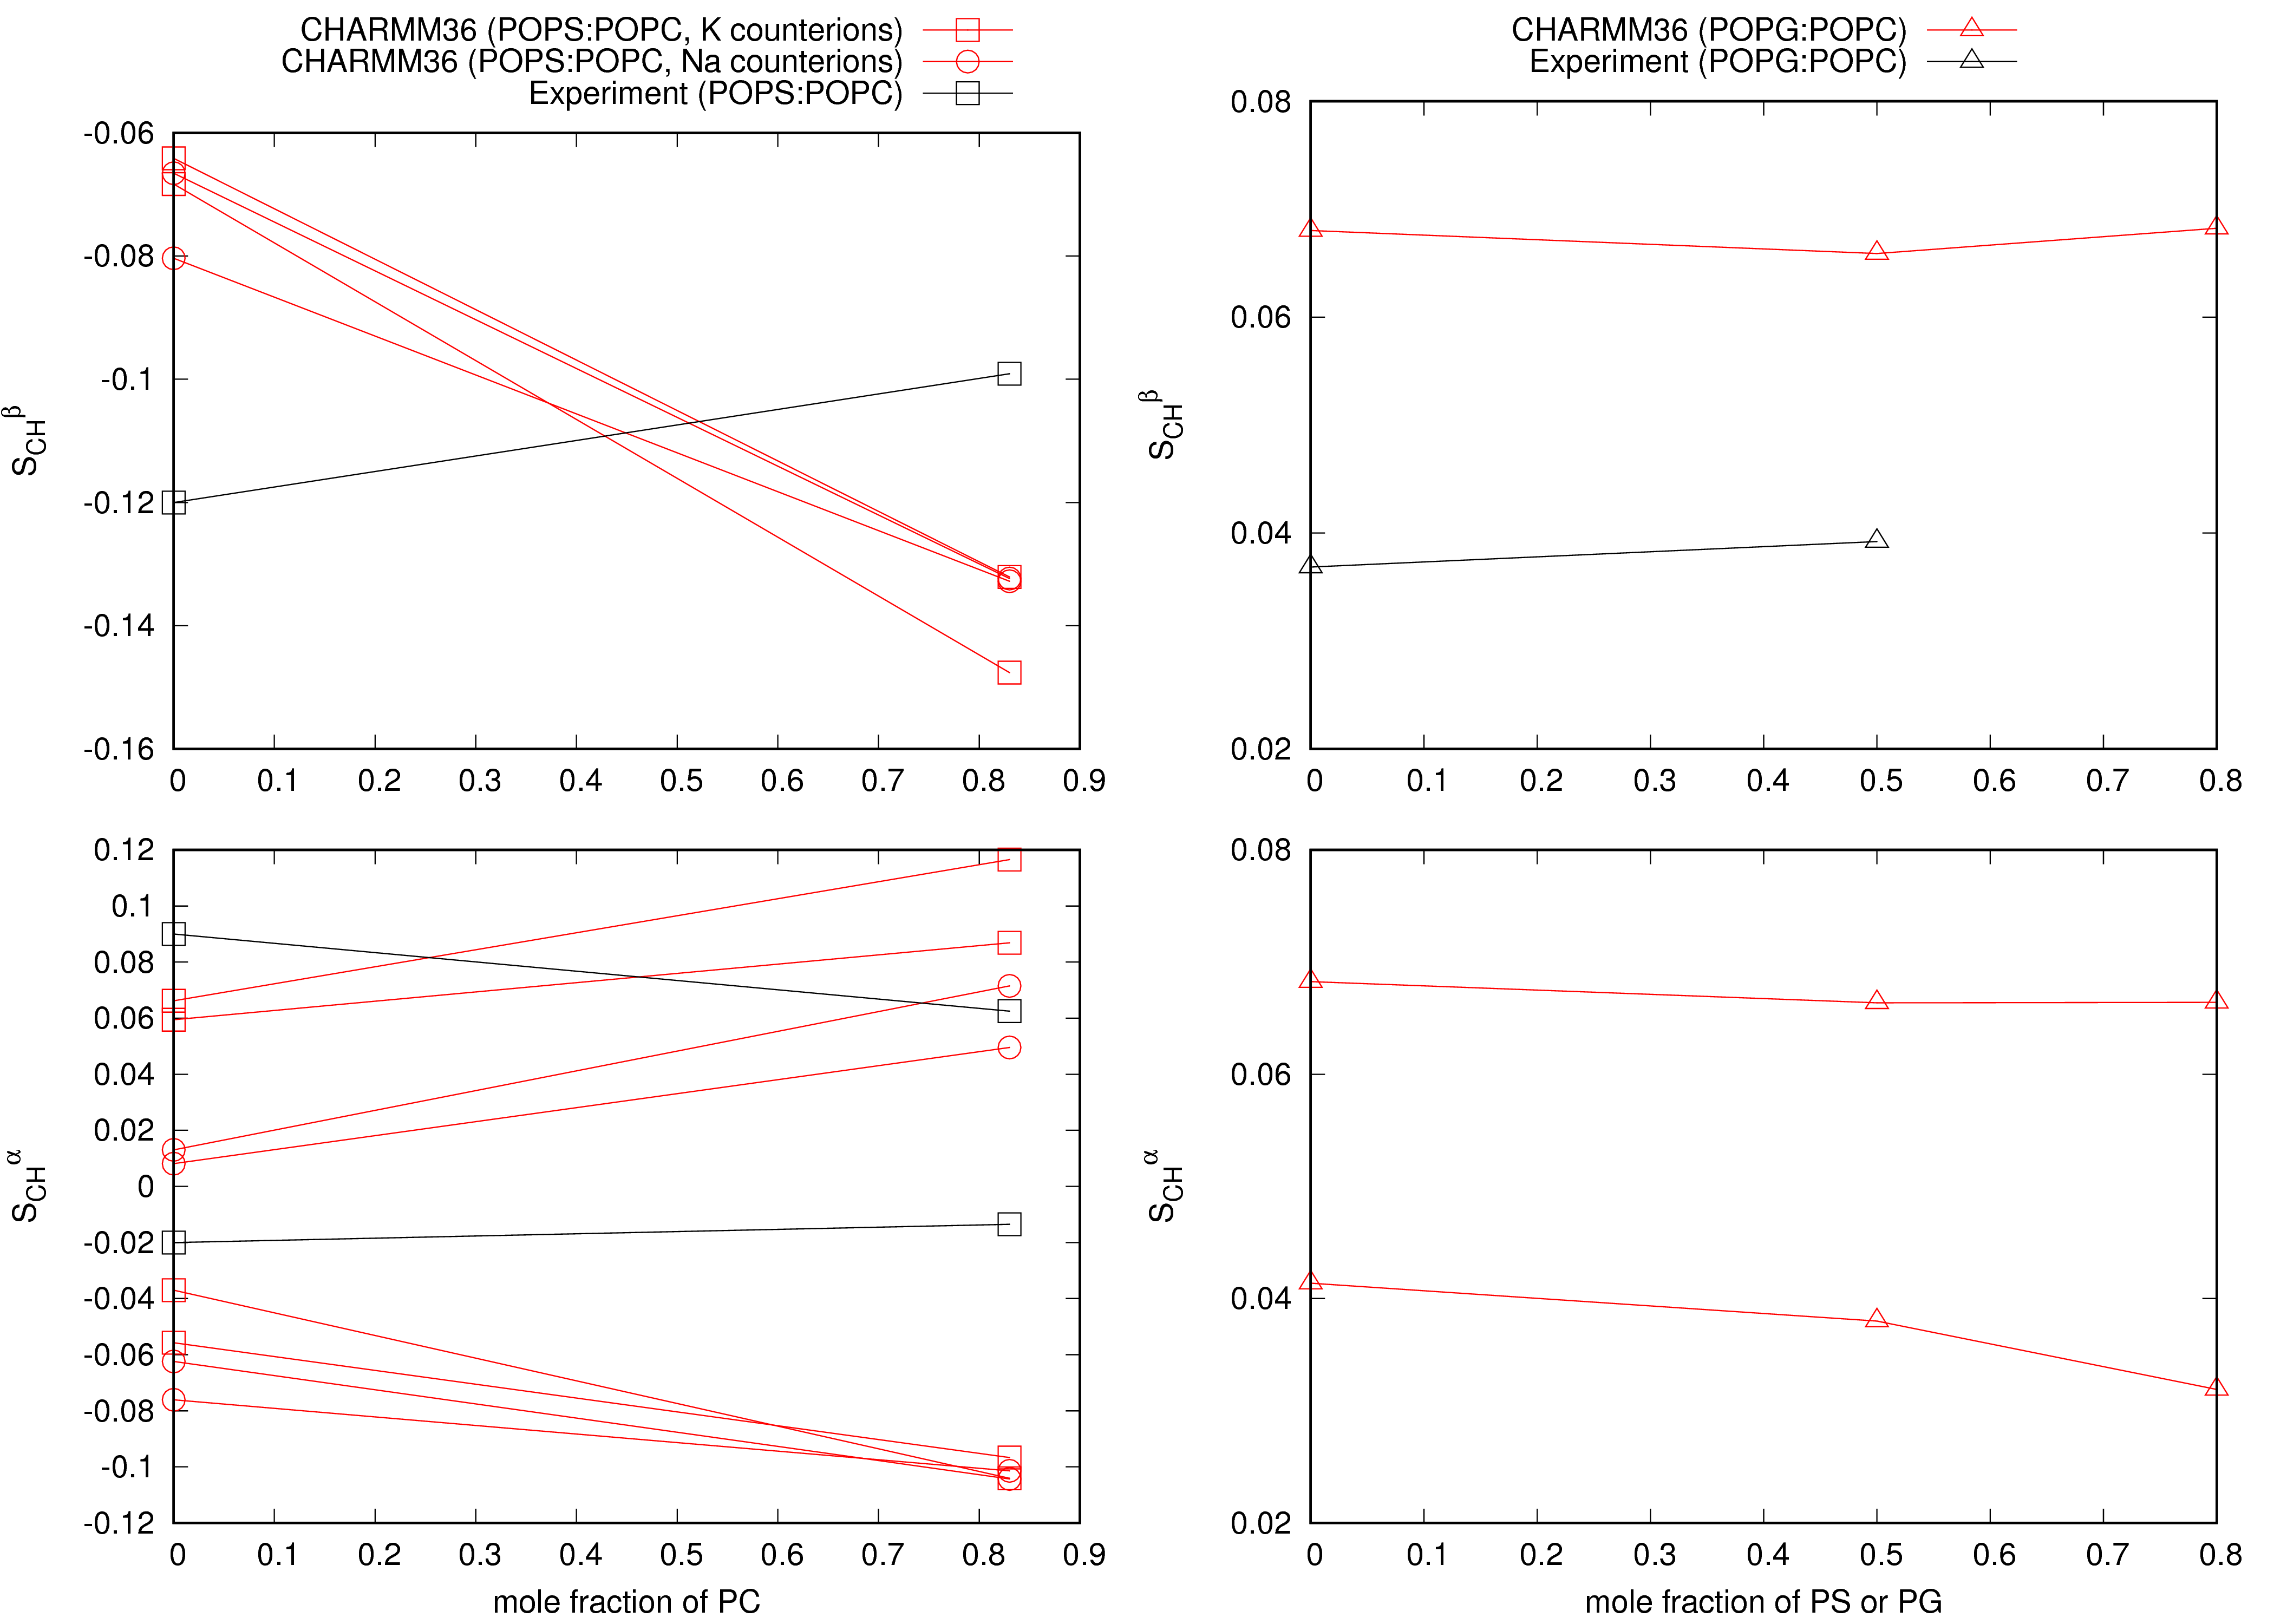 CHARMM36 (POPS:POPC, K counterions)
CHARMM36 (POPS:POPC, Na counterions)
Experiment (POPS:POPC)
-0.06
-0.08
-0.1
-0.12
-0.14
-0.16
0 0.1 0.2 0.3 0.4 0.5 0.6 0.7 0.8 0.9
S_CH^β
CHARMM36 (POPG:POPC)
Experiment (POPG:POPC)
0.08
0.06
0.04
0.02
0 0.1 0.2 0.3 0.4 0.5 0.6 0.7 0.8
S_CH^β
0.12
0.1
0.08
0.06
0.04
0.02
0
-0.02
-0.04
-0.06
-0.08
-0.1
-0.12
0 0.1 0.2 0.3 0.4 0.5 0.6 0.7 0.8 0.9
S_CH^α
mole fraction of PC
0.08
0.06
0.04
0.02
0 0.1 0.2 0.3 0.4 0.5 0.6 0.7 0.8
S_CH^α
mole fraction of PS or PG